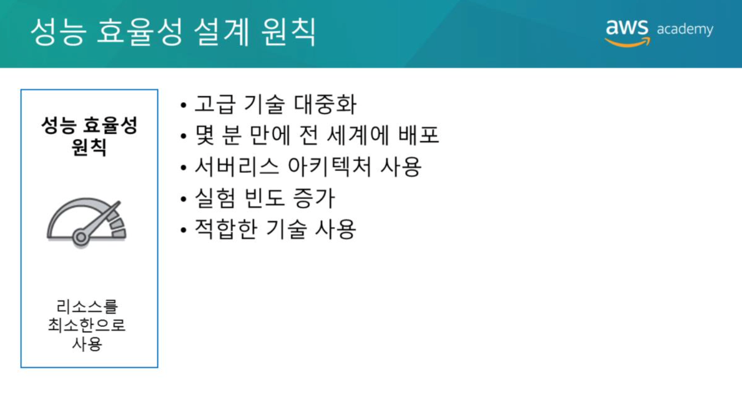 성능 효율성 설계 원칙
aws academy
성능 효율성
원칙
리소스를
최소한으로
사용
• 고급 기술 대중화
• 몇 분 만에 전 세계에 배포
• 서버리스 아키텍처 사용
• 실험 빈도 증가
• 적합한 기술 사용